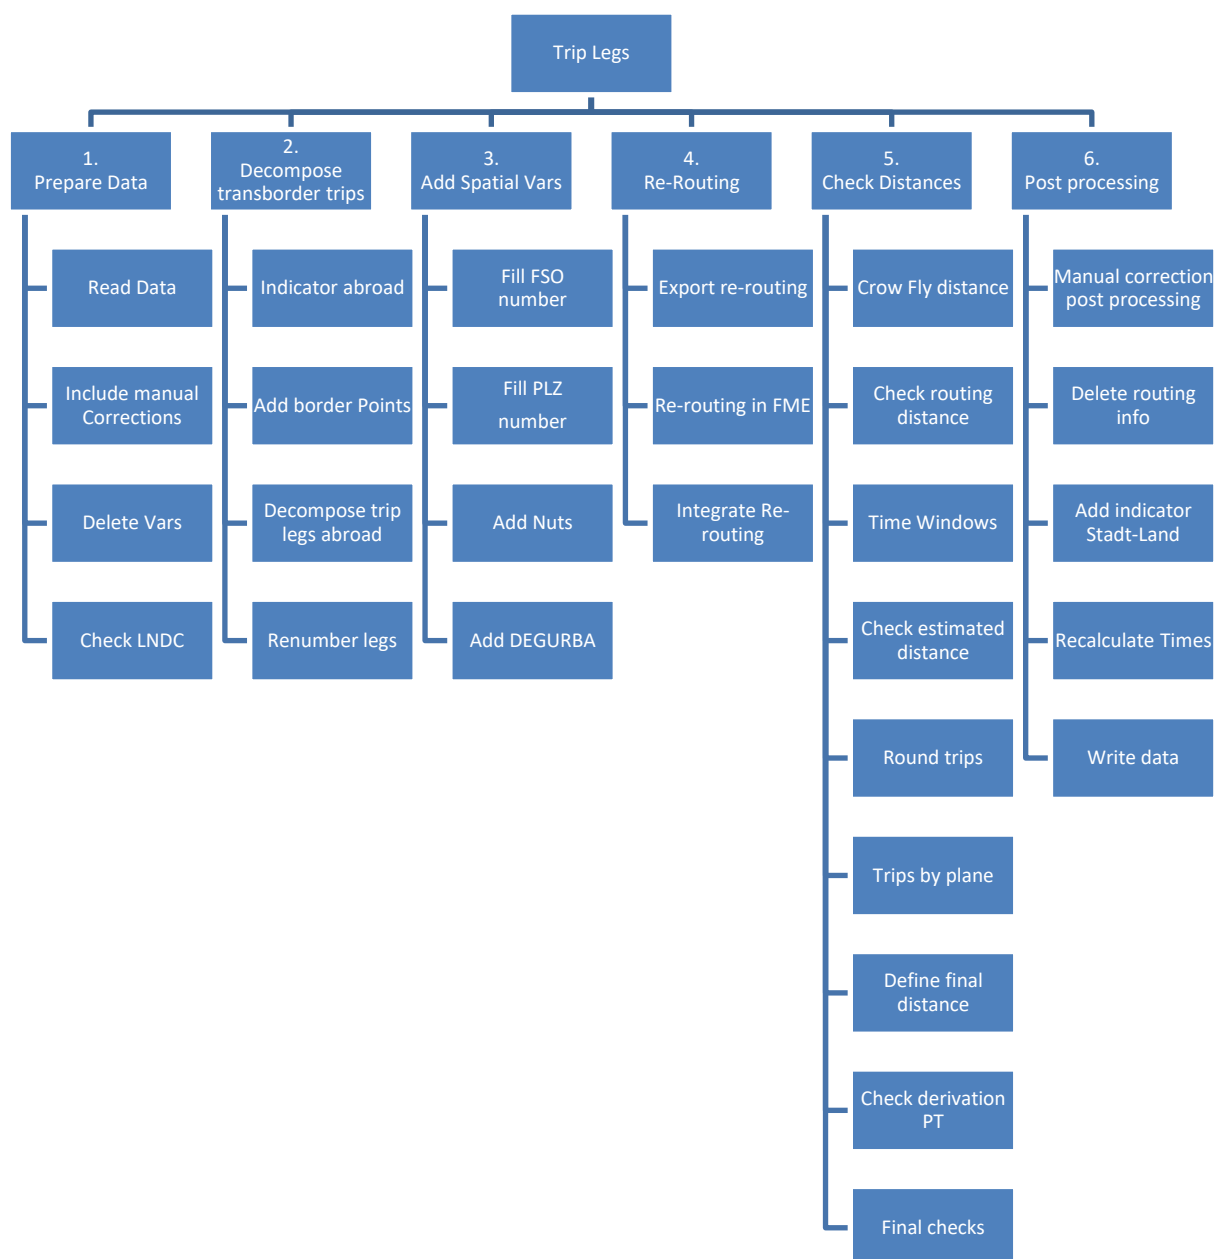 Trip Legs
1.
Prepare Data
Read Data
Include manual
Corrections
Delete Vars
Check LNDC
2.
Decompose
transborder trips
Indicator abroad
Add border Points
Decompose trip
legs abroad
Renumber legs
3.
Add Spatial Vars
Fill FSO
number
Fill PLZ
number
Add Nuts
Add DEGURBA
4.
Re-Routing
Export re-routing
Re-routing in FME
Integrate Re-
routing
5.
Check Distances
Crow Fly distance
Check routing
distance
Time Windows
Check estimated
distance
Round trips
Trips by plane
Define final
distance
Check derivation
PT
Final checks
6.
Post processing
Manual correction
post processing
Delete routing
info
Add indicator
Stadt-Land
Recalculate Times
Write data